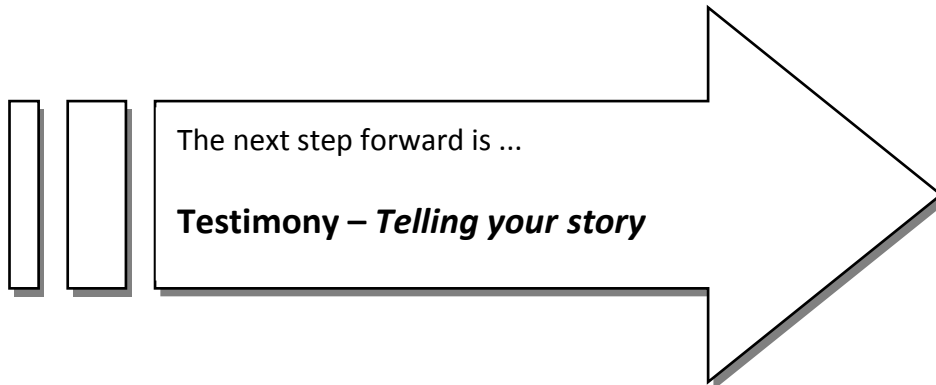 The next step forward is ...
Testimony – Telling your story